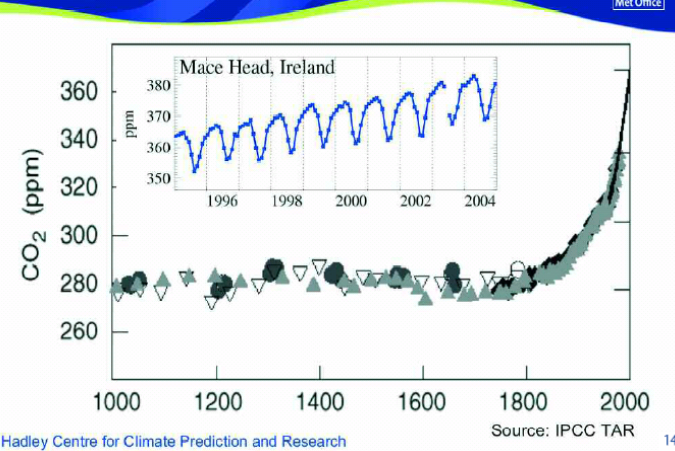 Met Office
Mace Head, Ireland
380
370
360
350
ppm
1996 1998 2000 2002 2004
360
340
320
300
280
260
CO2 (ppm)
1000 1200 1400 1600 1800 2000
Source: IPCC TAR
Hadley Centre for Climate Prediction and Research
14